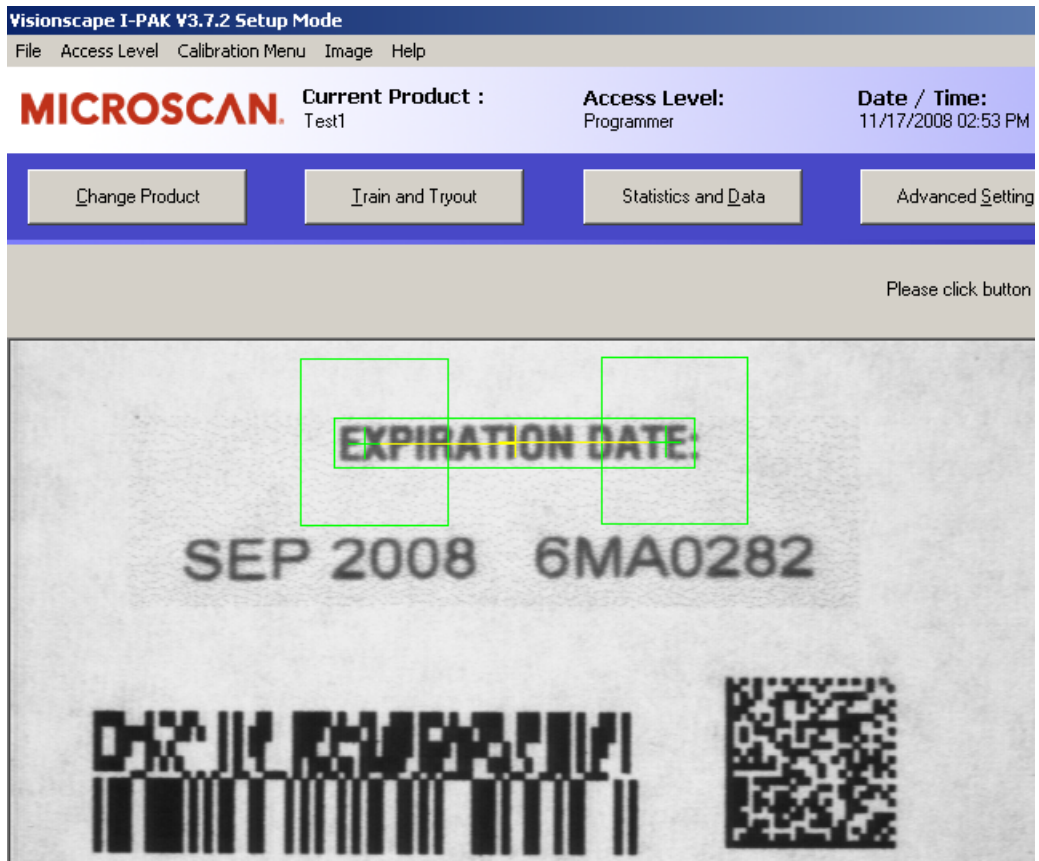 Visionscape I-PAK V3.7.2 Setup Mode
File Access Level Calibration Menu Image Help
MICROSCAN. Current Product : Access Level: Date / Time:
Test1 Programmer 11/17/2008 02:53 PM
Change Product Train and Tryout Statistics and Data Advanced Setting
Please click button
EXPIRATION DATE:
SEP 2008 6MA0282